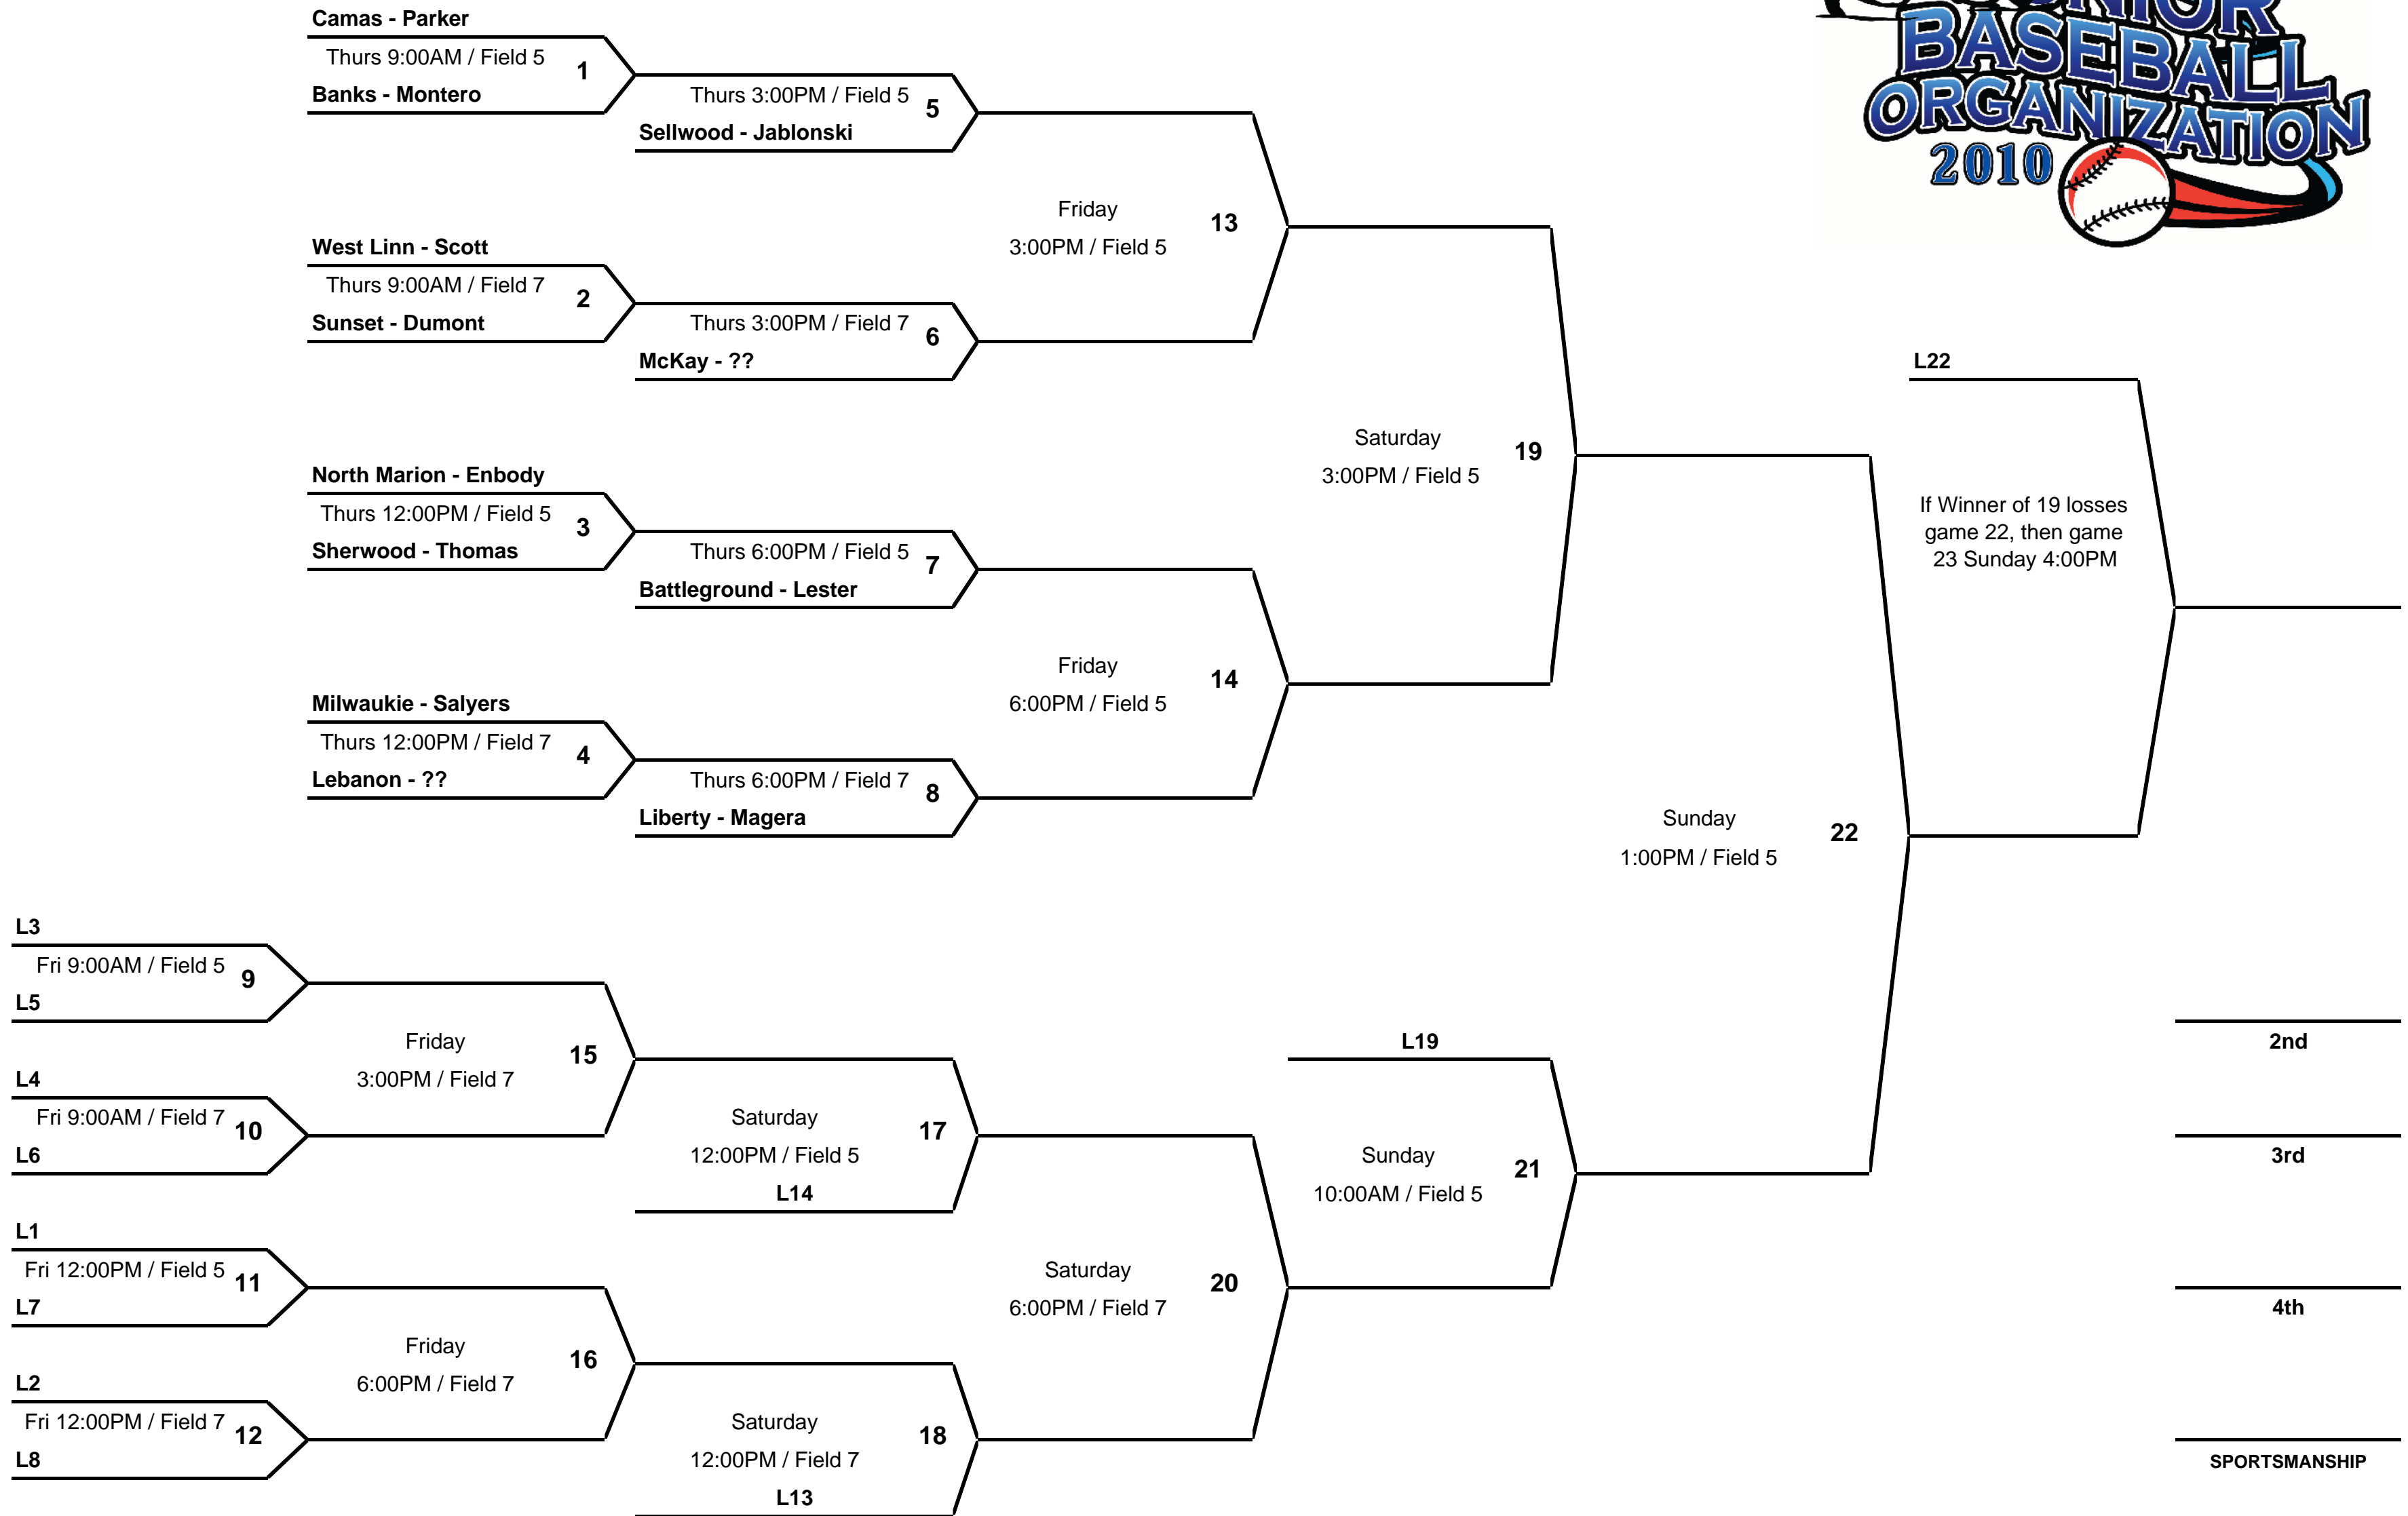 JUNIOR
BASEBALL
ORGANIZATION
2010
Camas - Parker
Thurs 9:00AM / Field 5
1
Banks - Montero
Thurs 3:00PM / Field 5
5
Sellwood - Jablonski
Friday
3:00PM / Field 5
13
West Linn - Scott
Thurs 9:00AM / Field 7
2
Sunset - Dumont
Thurs 3:00PM / Field 7
6
McKay - ??
L22
Saturday
3:00PM / Field 5
19
North Marion - Enbody
Thurs 12:00PM / Field 5
3
Sherwood - Thomas
Thurs 6:00PM / Field 5
7
Battleground - Lester
If Winner of 19 losses
game 22, then game
23 Sunday 4:00PM
Friday
6:00PM / Field 5
14
Milwaukie - Salyers
Thurs 12:00PM / Field 7
4
Lebanon - ??
Thurs 6:00PM / Field 7
8
Liberty - Magera
Sunday
1:00PM / Field 5
22
L3
Fri 9:00AM / Field 5
9
L5
Friday
3:00PM / Field 7
15
L4
Fri 9:00AM / Field 7
10
L6
Saturday
12:00PM / Field 5
17
L14
L19
Sunday
10:00AM / Field 5
21
2nd
3rd
L1
Fri 12:00PM / Field 5
11
L7
Friday
6:00PM / Field 7
16
L2
Fri 12:00PM / Field 7
12
L8
Saturday
12:00PM / Field 7
18
L13
Saturday
6:00PM / Field 7
20
4th
SPORTSMANSHIP